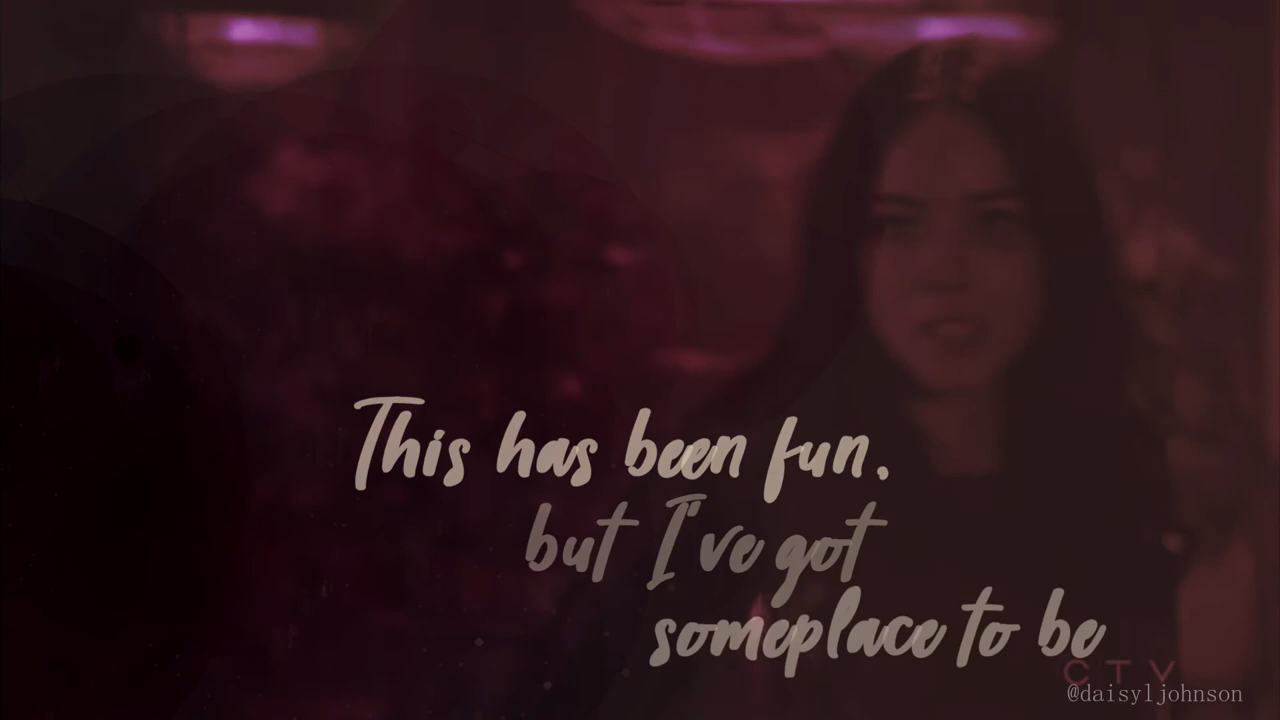 This has been fun.
but I've got
someplace to be
CTV
@daisyljohnson